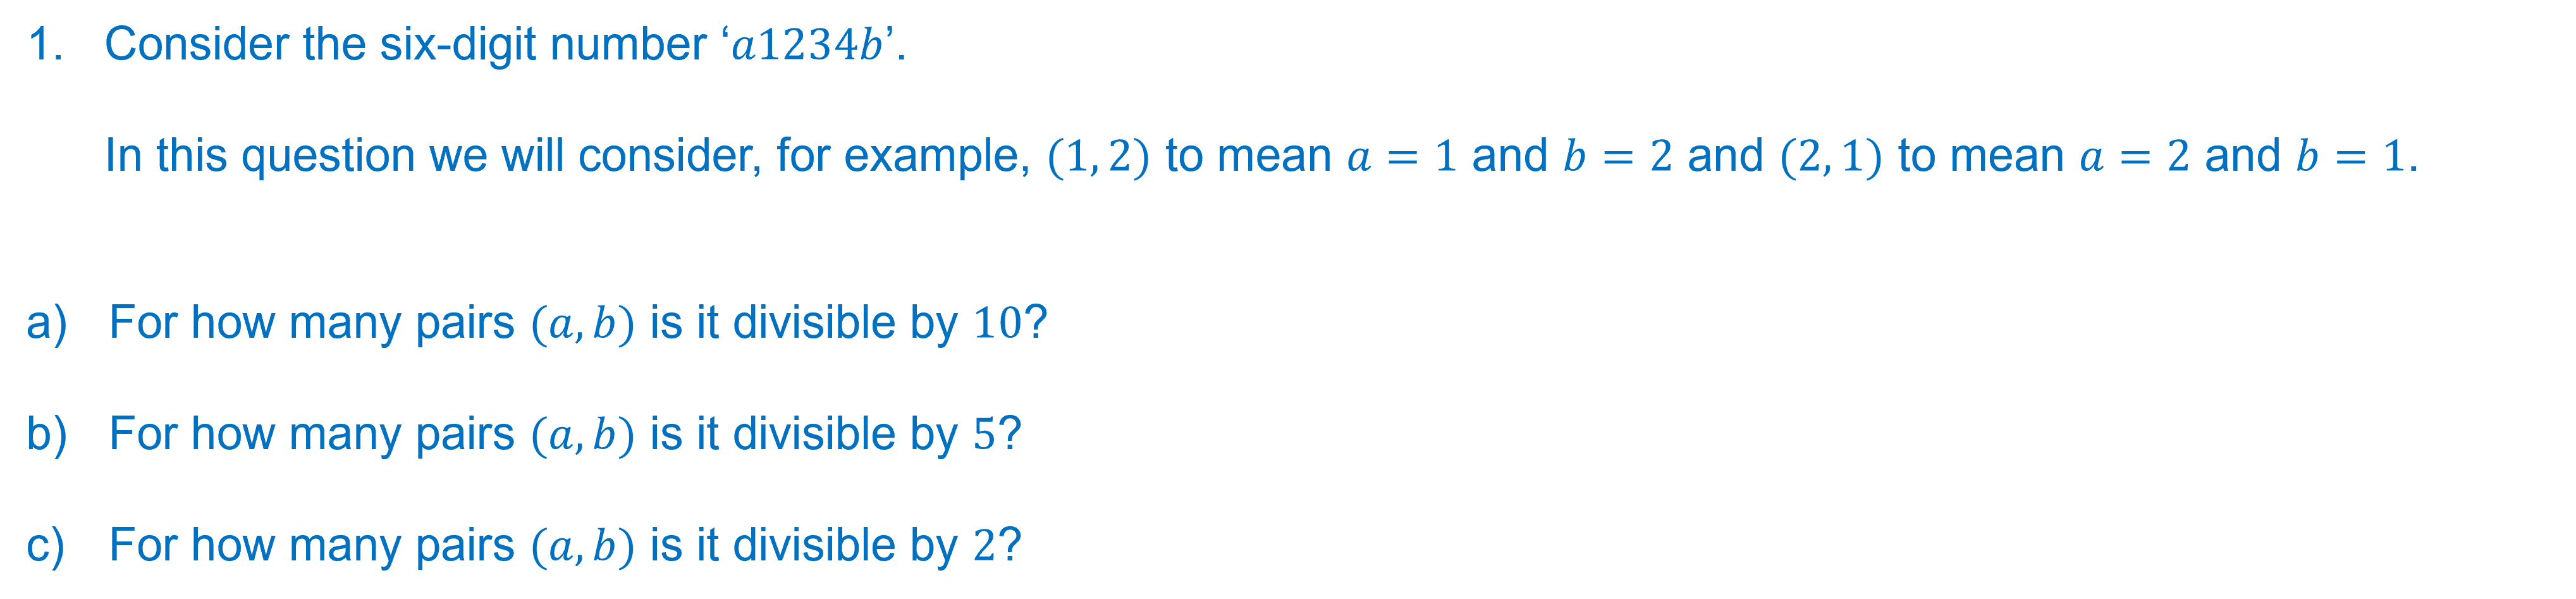 1. Consider the six-digit number ‘a1234b’.
In this question we will consider, for example, (1, 2) to mean a = 1 and b = 2 and (2, 1) to mean a = 2 and b = 1.
a) For how many pairs (a, b) is it divisible by 10?
b) For how many pairs (a, b) is it divisible by 5?
c) For how many pairs (a, b) is it divisible by 2?